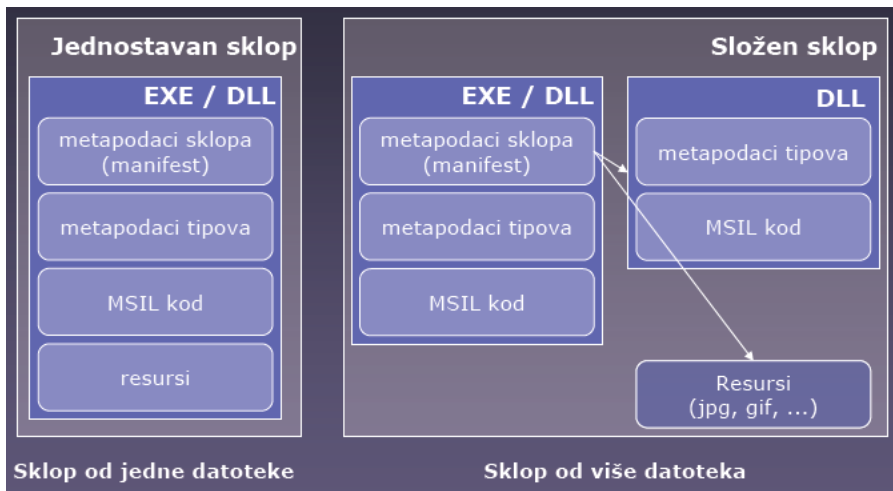 Jednostavan sklop
EXE / DLL
metapodaci sklopa
(manifest)
metapodaci tipova
MSIL kod
resursi
Sklop od jedne datoteke
Složen sklop
EXE / DLL
metapodaci sklopa
(manifest)
metapodaci tipova
MSIL kod
DLL
metapodaci tipova
MSIL kod
Resursi
(jpg, gif, ...)
Sklop od više datoteka